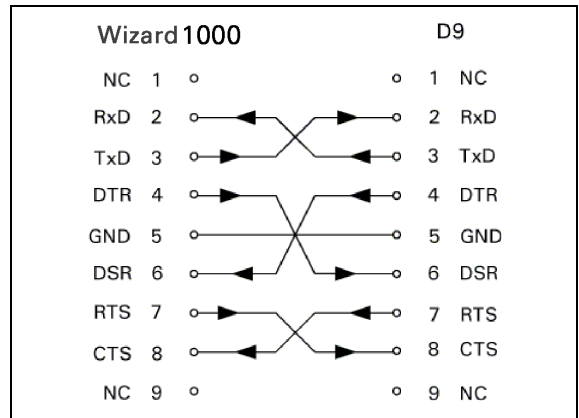 Wizard 1000 D9
NC 1 1 NC
RxD 2 2 RxD
TxD 3 3 TxD
DTR 4 4 DTR
GND 5 5 GND
DSR 6 6 DSR
RTS 7 7 RTS
CTS 8 8 CTS
NC 9 9 NC